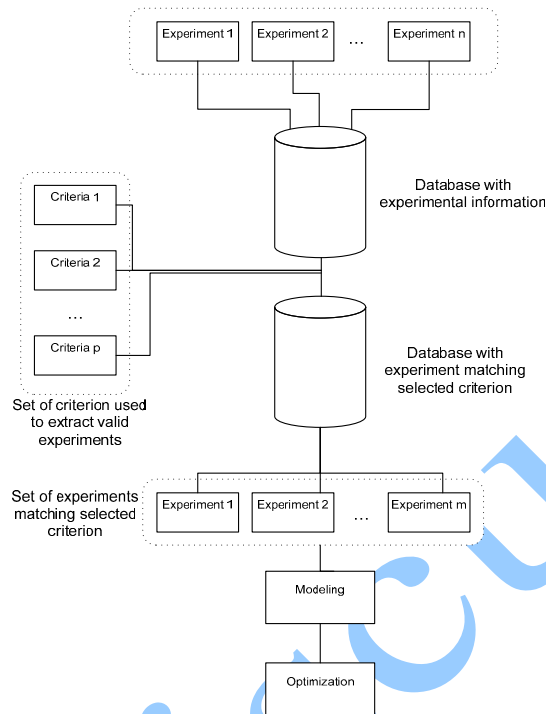 Experiment 1
Experiment 2
...
Experiment n
Database with
experimental information
Criteria 1
Criteria 2
...
Criteria p
Set of criterion used
to extract valid
experiments
Database with
experiment matching
selected criterion
Set of experiments
matching selected
criterion
Experiment 1
Experiment 2
...
Experiment m
Modeling
Optimization